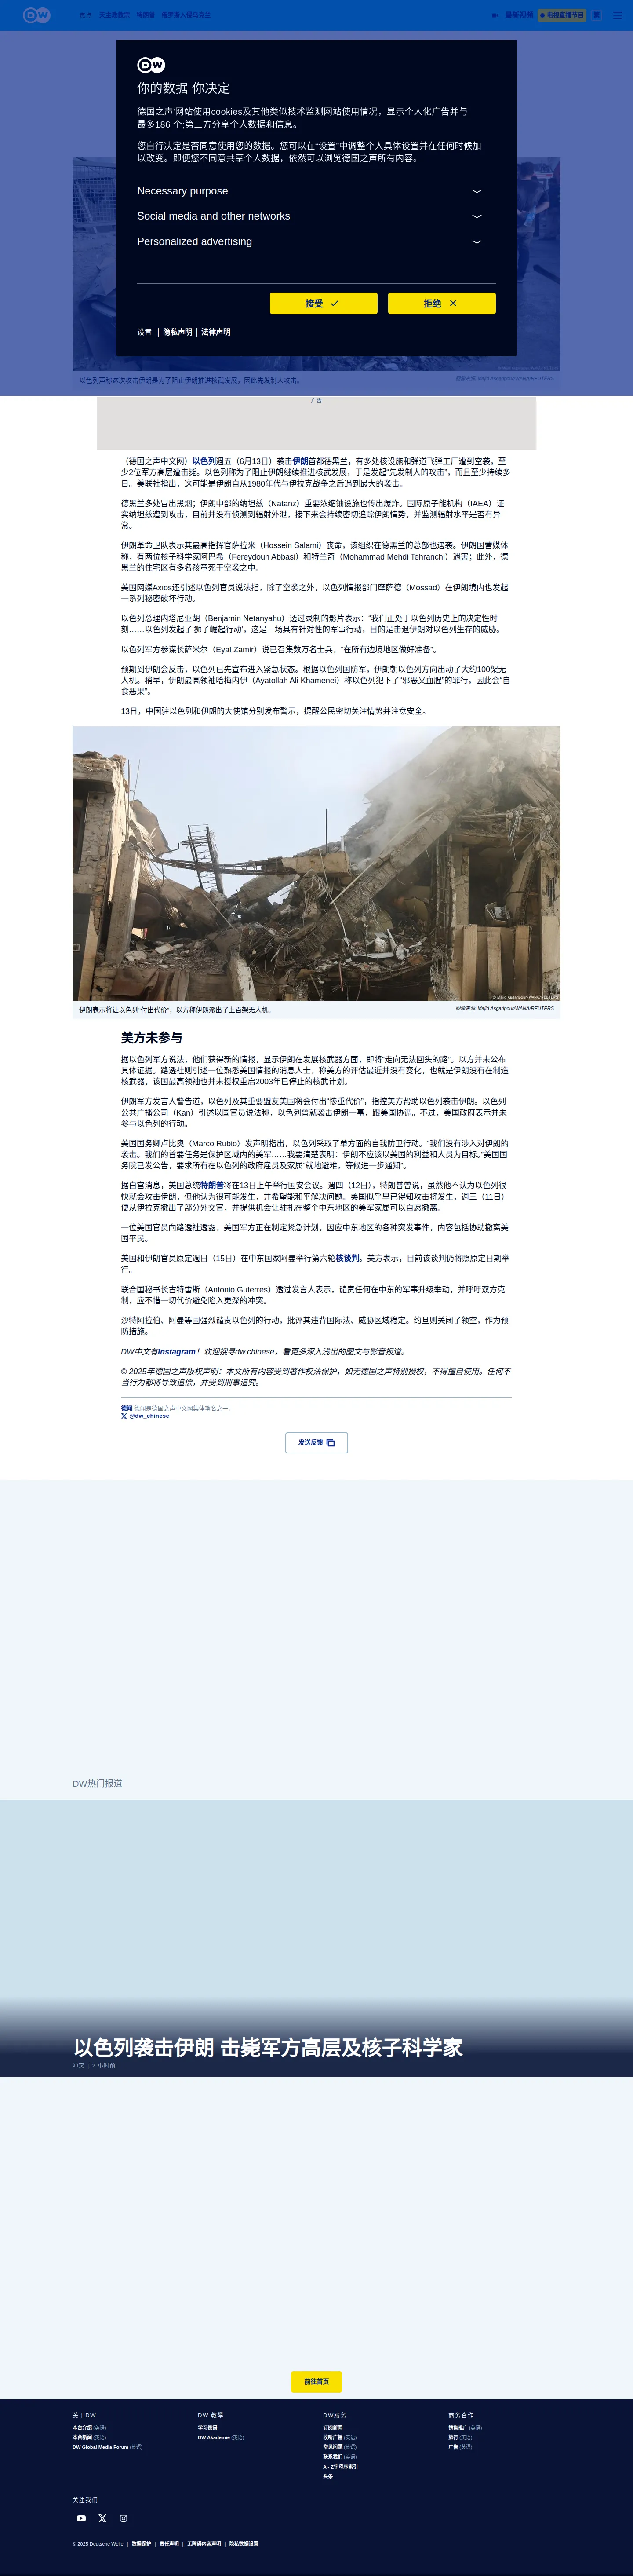 DW
焦点 天主教教宗 特朗普 俄罗斯入侵乌克兰
最新视频 电视直播节目 繁
DW
你的数据 你决定
德国之声'网站使用cookies及其他类似技术监测网站使用情况，显示个人化广告并与
最多186 个;第三方分享个人数据和信息。
您自行决定是否同意使用您的数据。您可以在“设置”中调整个人具体设置并在任何时候加
以改变。即便您不同意共享个人数据，依然可以浏览德国之声所有内容。
Necessary purpose
Social media and other networks
Personalized advertising
接受 拒绝
设置 | 隐私声明 | 法律声明
以色列声称这次攻击伊朗是为了阻止伊朗推进核武发展，因此先发制人攻击。
图像来源: Majid Asgaripour/WANA/REUTERS
广告
（德国之声中文网）以色列週五（6月13日）袭击伊朗首都德黑兰，有多处核设施和弹道飞弹工厂遭到空袭，至
少2位军方高层遭击毙。以色列声称为了阻止伊朗继续推进核武发展，于是发起“先发制人的攻击”，而且至少持续多
日。美联社指出，这可能是伊朗自从1980年代与伊拉克战争之后遇到最大的袭击。
德黑兰多处冒出黑烟；伊朗中部的纳坦兹（Natanz）重要浓缩铀设施也传出爆炸。国际原子能机构（IAEA）证
实纳坦兹遭到攻击，目前并没有侦测到辐射外泄，接下来会持续密切追踪伊朗情势，并监测辐射水平是否有异
常。
伊朗革命卫队表示其最高指挥官萨拉米（Hossein Salami）丧命，该组织在德黑兰的总部也遇袭。伊朗国营媒体
称，有两位核子科学家阿巴希（Fereydoun Abbasi）和特兰奇（Mohammad Mehdi Tehranchi）遇害；此外，德
黑兰的住宅区有多名孩童死于空袭之中。
美国网媒Axios还引述以色列官员说法指，除了空袭之外，以色列情报部门摩萨德（Mossad）在伊朗境内也发起
一系列秘密破坏行动。
以色列总理内塔尼亚胡（Benjamin Netanyahu）透过录制的影片表示：“我们正处于以色列历史上的决定性时
刻……以色列发起了‘狮子崛起行动’，这是一场具有针对性的军事行动，目的是击退伊朗对以色列生存的威胁。
以色列军方参谋长萨米尔（Eyal Zamir）说已召集数万名士兵，“在所有边境地区做好准备”。
预期到伊朗会反击，以色列已先宣布进入紧急状态。根据以色列国防军，伊朗朝以色列方向出动了大约100架无
人机。稍早，伊朗最高领袖哈梅内伊（Ayatollah Ali Khamenei）称以色列犯下了“邪恶又血腥”的罪行，因此会“自
食恶果”。
13日，中国驻以色列和伊朗的大使馆分别发布警示，提醒公民密切关注情势并注意安全。
© Majid Asgaripour/WANA/REUTERS
伊朗表示将让以色列“付出代价”，以方称伊朗派出了上百架无人机。
图像来源: Majid Asgaripour/WANA/REUTERS
美方未参与
据以色列军方说法，他们获得新的情报，显示伊朗在发展核武器方面，即将“走向无法回头的路”。以方并未公布
具体证据。路透社则引述一位熟悉美国情报的消息人士，称美方的评估最近并没有变化，也就是伊朗没有在制造
核武器，该国最高领袖也并未授权重启2003年已停止的核武计划。
伊朗军方发言人警告道，以色列及其重要盟友美国将会付出“惨重代价”，指控美方帮助以色列袭击伊朗。以色列
公共广播公司（Kan）引述以国官员说法称，以色列曾就袭击伊朗一事，跟美国协调。不过，美国政府表示并未
参与以色列的行动。
美国国务卿卢比奥（Marco Rubio）发声明指出，以色列采取了单方面的自我防卫行动。“我们没有涉入对伊朗的
袭击。我们的首要任务是保护区域内的美军……我要清楚表明：伊朗不应该以美国的利益和人员为目标。”美国国
务院已发公告，要求所有在以色列的政府雇员及家属“就地避难，等候进一步通知”。
据白宫消息，美国总统特朗普将在13日上午举行国安会议。週四（12日），特朗普曾说，虽然他不认为以色列很
快就会攻击伊朗，但他认为很可能发生，并希望能和平解决问题。美国似乎早已得知攻击将发生，週三（11日）
便从伊拉克撤出了部分外交官，并提供机会让驻扎在整个中东地区的美军家属可以自愿撤离。
一位美国官员向路透社透露，美国军方正在制定紧急计划，因应中东地区的各种突发事件，内容包括协助撤离美
国平民。
美国和伊朗官员原定週日（15日）在中东国家阿曼举行第六轮核谈判。美方表示，目前该谈判仍将照原定日期举
行。
联合国秘书长古特雷斯（Antonio Guterres）透过发言人表示，谴责任何在中东的军事升级举动，并呼吁双方克
制，应不惜一切代价避免陷入更深的冲突。
沙特阿拉伯、阿曼等国强烈谴责以色列的行动，批评其违背国际法、威胁区域稳定。约旦则关闭了领空，作为预
防措施。
DW中文有Instagram！欢迎搜寻dw.chinese，看更多深入浅出的图文与影音报道。
© 2025年德国之声版权声明：本文所有内容受到著作权法保护，如无德国之声特别授权，不得擅自使用。任何不
当行为都将导致追偿，并受到刑事追究。
德闻 德闻是德国之声中文网集体笔名之一。
@dw_chinese
发送反馈
DW热门报道
以色列袭击伊朗 击毙军方高层及核子科学家
冲突 | 2 小时前
前往首页
关于DW
本台介绍 (英语)
本台新闻 (英语)
DW Global Media Forum (英语)
DW 教學
学习德语
DW Akademie (英语)
DW服务
订阅新闻
收听广播 (英语)
常见问题 (英语)
联系我们 (英语)
A - Z字母序索引
头条
商务合作
销售推广 (英语)
旅行 (英语)
广告 (英语)
关注我们
© 2025 Deutsche Welle | 数据保护 | 责任声明 | 无障碍内容声明 | 隐私数据设置